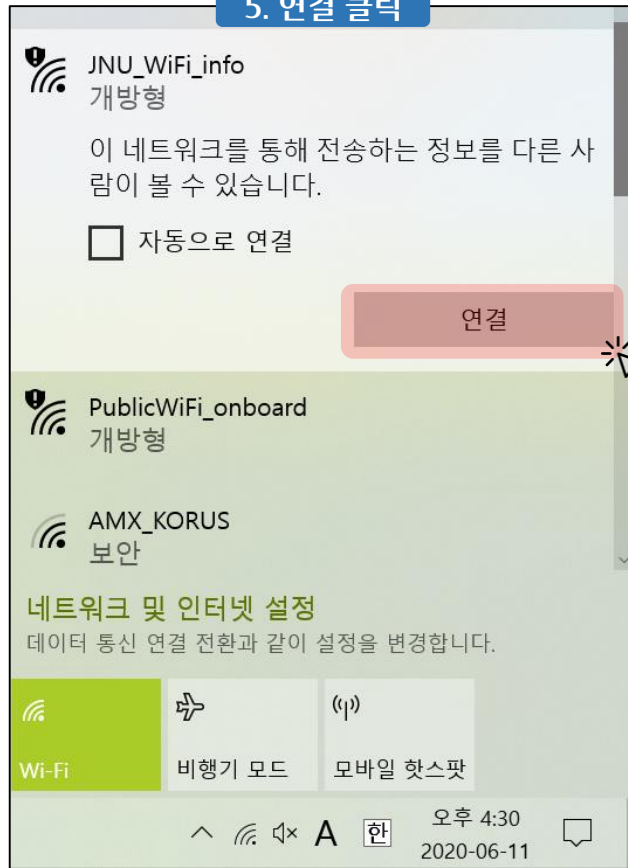 5. 연결 클릭
JNU_WiFi_info
개방형
이 네트워크를 통해 전송하는 정보를 다른 사
람이 볼 수 있습니다.
자동으로 연결
연결
PublicWiFi_onboard
개방형
AMX_KORUS
보안
네트워크 및 인터넷 설정
데이터 통신 연결 전환과 같이 설정을 변경합니다.
Wi-Fi
비행기 모드
모바일 핫스팟
A 한 오후 4:30
2020-06-11